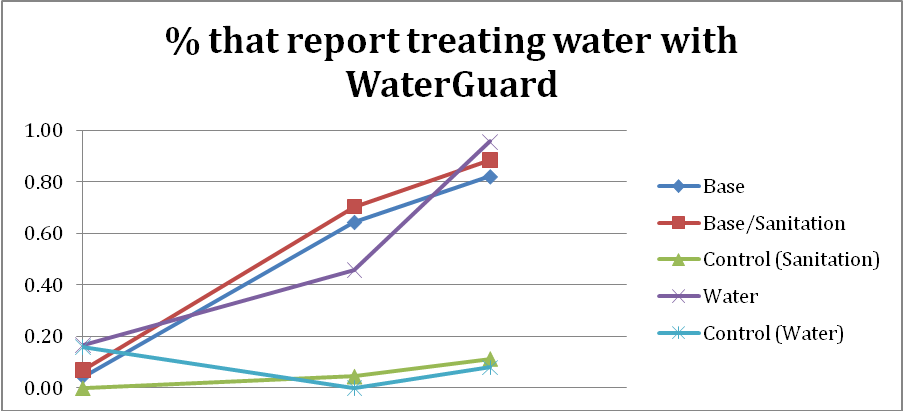 % that report treating water with
WaterGuard
1.00
0.80
0.60
0.40
0.20
0.00
Base
Base/Sanitation
Control (Sanitation)
Water
Control (Water)